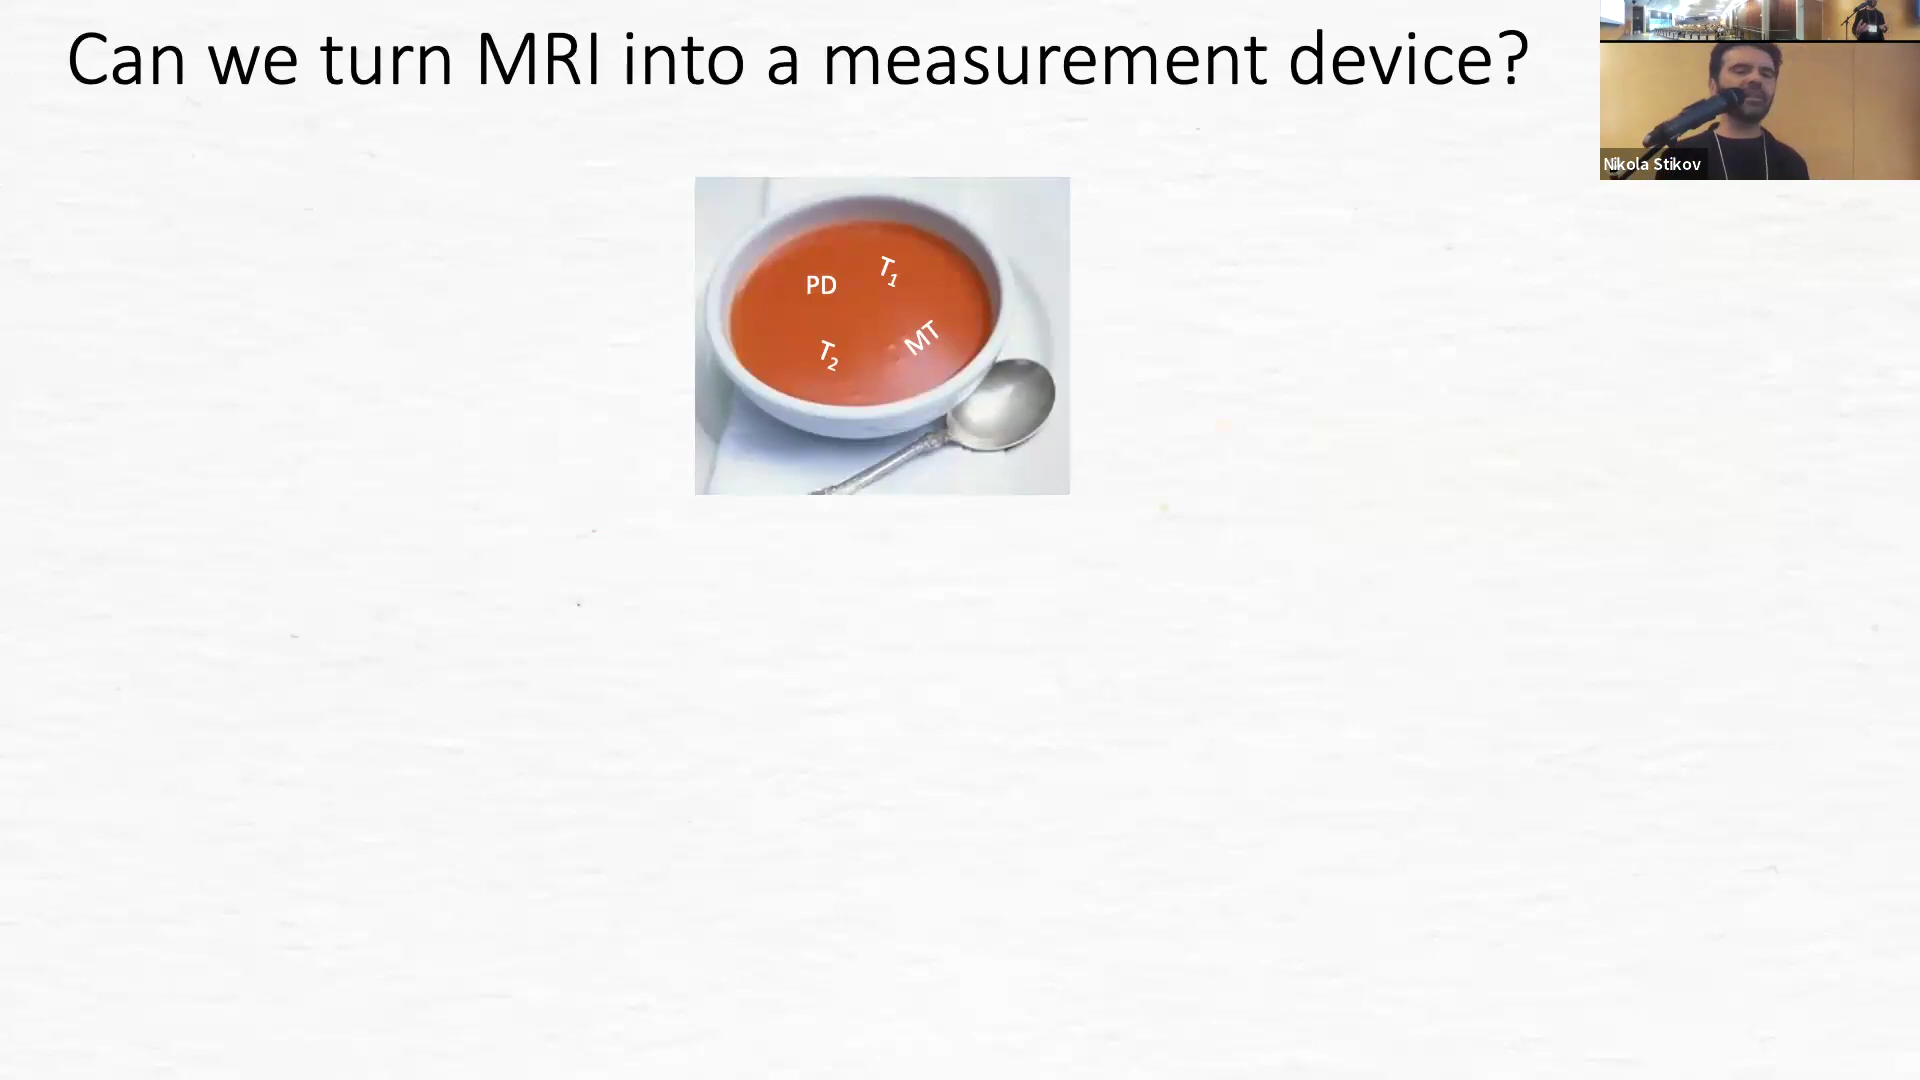 Can we turn MRI into a measurement device?
Nikola Stikov
PD
T₁
T₂
MT